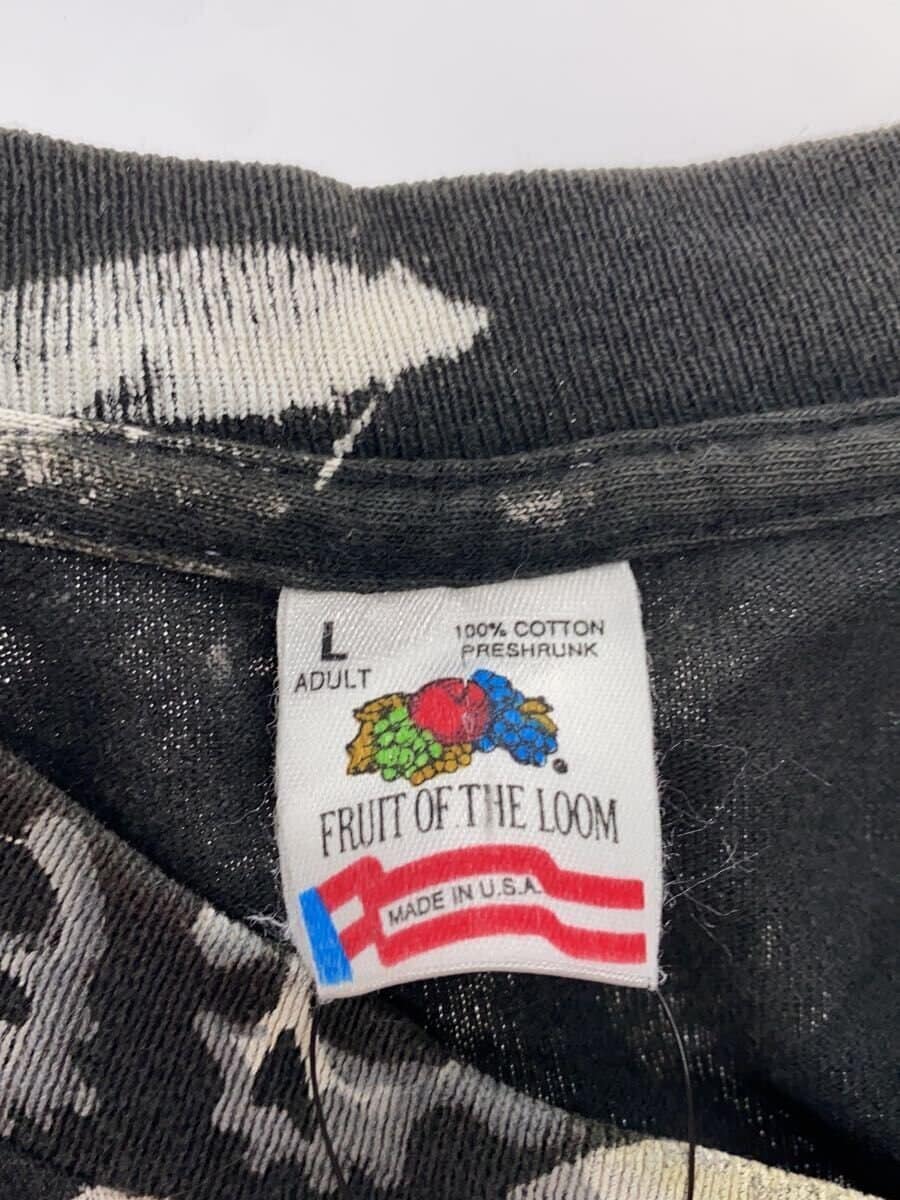 L
ADULT
100% COTTON
PRESHRUNK
FRUIT OF THE LOOM
MADE IN U.S.A.